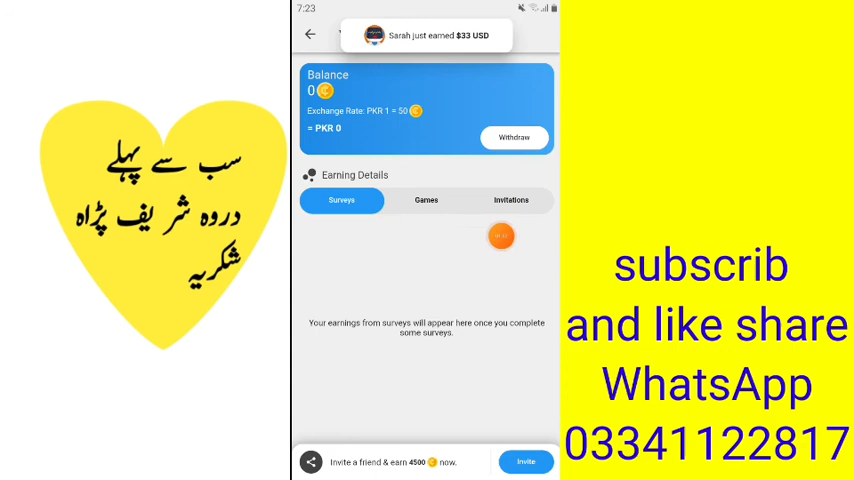 سب سے پہلے
دروہ شریف پڑاہ
شکریہ
7:23
Sarah just earned $33 USD
Balance
0
Exchange Rate: PKR 1 = 50
= PKR 0
Withdraw
Earning Details
Surveys Games Invitations
Your earnings from surveys will appear here once you complete
some surveys.
Invite a friend & earn 4500 now.
Invite
subscrib
and like share
WhatsApp
03341122817